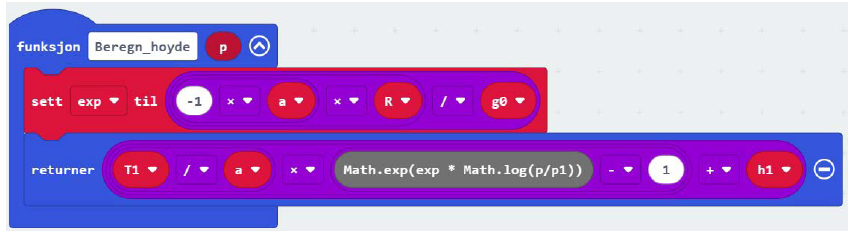 funksjon Beregn_hoyde p
sett exp til -1 × a × R / g0
returner T1 / a × Math.exp(exp * Math.log(p/p1)) - 1 + h1